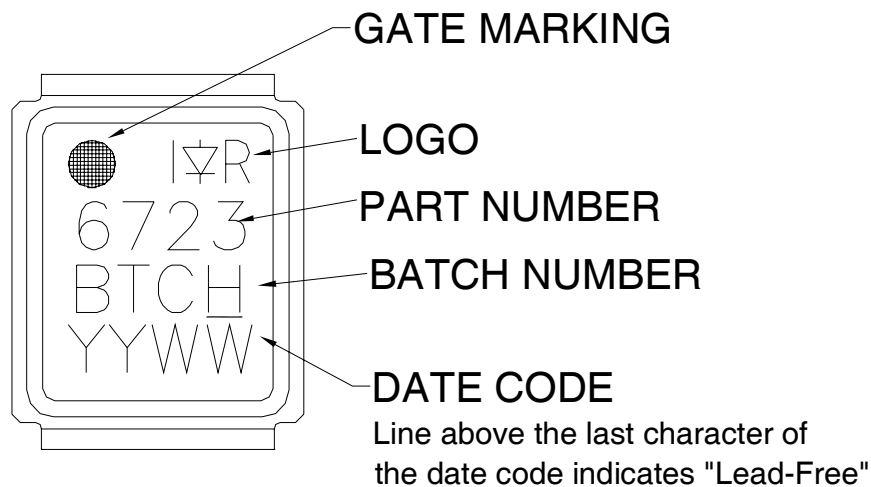 GATE MARKING
I R
LOGO
6723
PART NUMBER
BTCH
BATCH NUMBER
YYWW
DATE CODE
Line above the last character of
the date code indicates "Lead-Free"